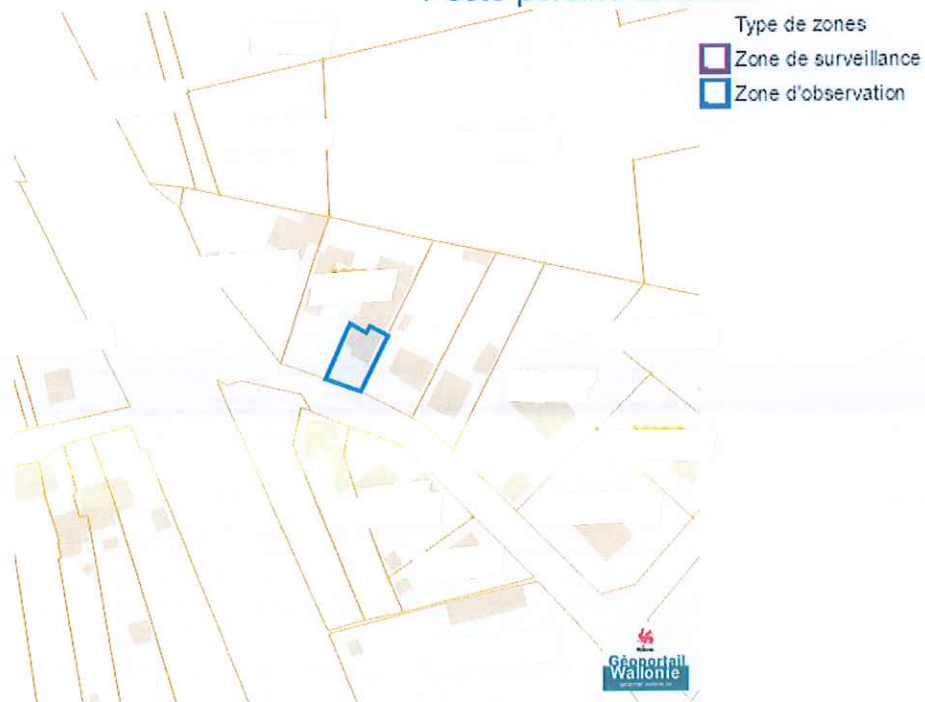 Type de zones
Zone de surveillance
Zone d'observation
Géoportail
Wallonie